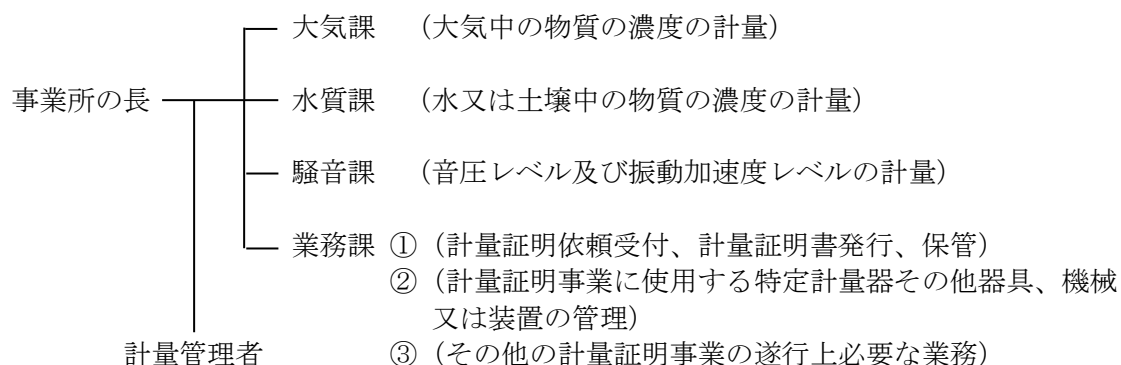 大気課 （大気中の物質の濃度の計量）
事業所の長 水質課 （水又は土壌中の物質の濃度の計量）
騒音課 （音圧レベル及び振動加速度レベルの計量）
業務課 ①（計量証明依頼受付、計量証明書発行、保管）
②（計量証明事業に使用する特定計量器その他器具、機械
又は装置の管理）
計量管理者 ③（その他の計量証明事業の遂行上必要な業務）